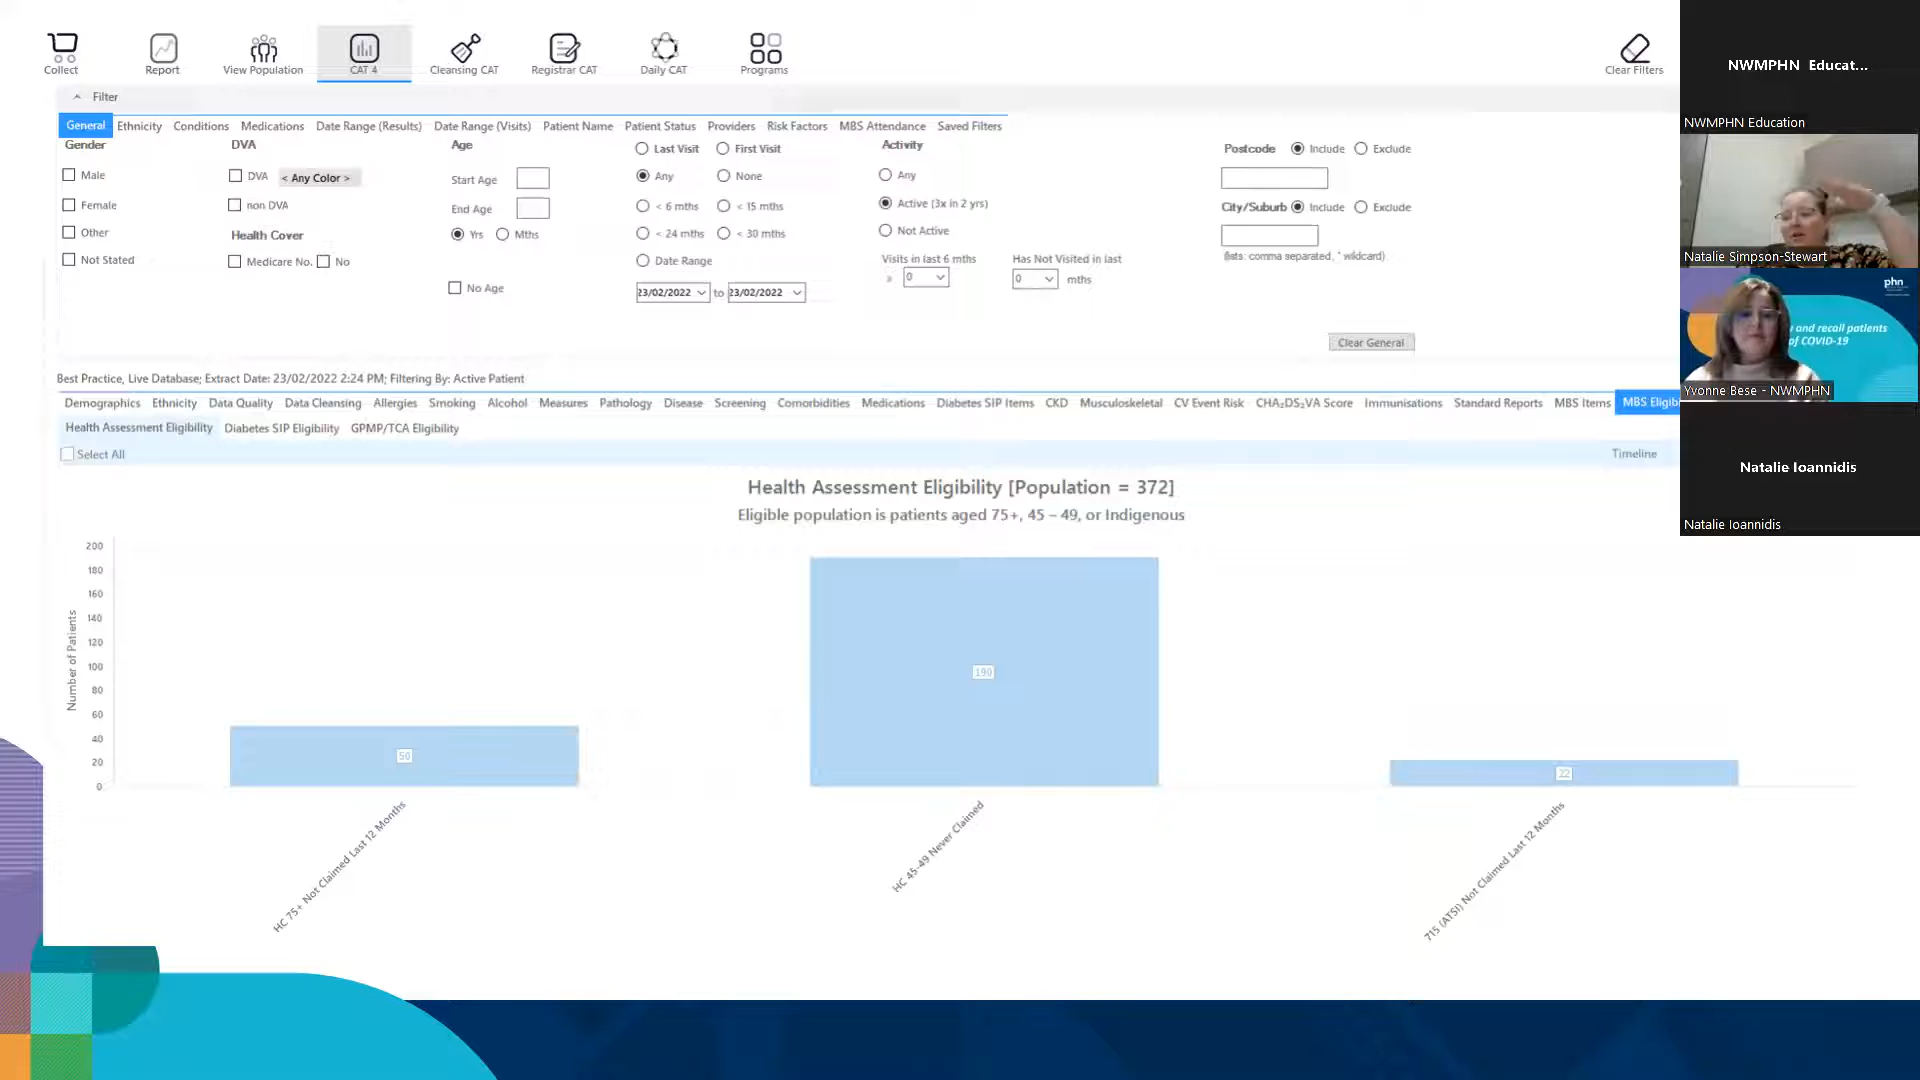 Collect
Report
View Population
CAT 4
Cleansing CAT
Registrar CAT
Daily CAT
Programs
Clear Filters
Filter
General Ethnicity Conditions Medications Date Range (Results) Date Range (Visits) Patient Name Patient Status Providers Risk Factors MBS Attendance Saved Filters
Gender
Male
Female
Other
Not Stated
DVA
DVA < Any Color >
non DVA
Health Cover
Medicare No. No
Age
Start Age
End Age
Yrs Mths
No Age
Last Visit First Visit
Any None
< 6 mths < 15 mths
< 24 mths < 30 mths
Date Range
23/02/2022 to 23/02/2022
Activity
Any
Active (3x in 2 yrs)
Not Active
Visits in last 6 mths
0
Has Not Visited in last
0 mths
Postcode Include Exclude
City/Suburb Include Exclude
(lists: comma separated, * wildcard)
Clear General
Best Practice, Live Database; Extract Date: 23/02/2022 2:24 PM; Filtering By: Active Patient
Demographics Ethnicity Data Quality Data Cleansing Allergies Smoking Alcohol Measures Pathology Disease Screening Comorbidities Medications Diabetes SIP Items CKD Musculoskeletal CV Event Risk CHA₂DS₂VA Score Immunisations Standard Reports MBS Items MBS Eligib
Health Assessment Eligibility Diabetes SIP Eligibility GPMP/TCA Eligibility
Select All
Timeline
Health Assessment Eligibility [Population = 372]
Eligible population is patients aged 75+, 45 – 49, or Indigenous
Number of Patients
200
180
160
140
120
100
80
60
40
20
0
50
190
22
HC 75+ Not Claimed Last 12 Months
HC 45-49 Never Claimed
715 (ATSI) Not Claimed Last 12 Months
NWMPHN Educat...
NWMPHN Education
Natalie Simpson-Stewart
phn
and recall patients
of COVID-19
Yvonne Bese - NWMPHN
Natalie Ioannidis
Natalie Ioannidis